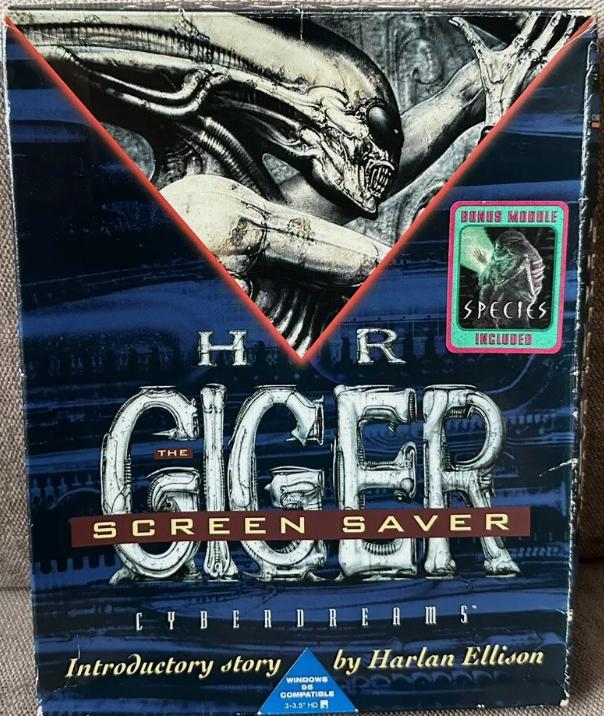 BONUS MODULE
SPECIES
INCLUDED
H R
GIGER
THE
SCREEN SAVER
CYBERDREAMS™
Introductory story by Harlan Ellison
WINDOWS
95
COMPATIBLE
3-3.5" HD